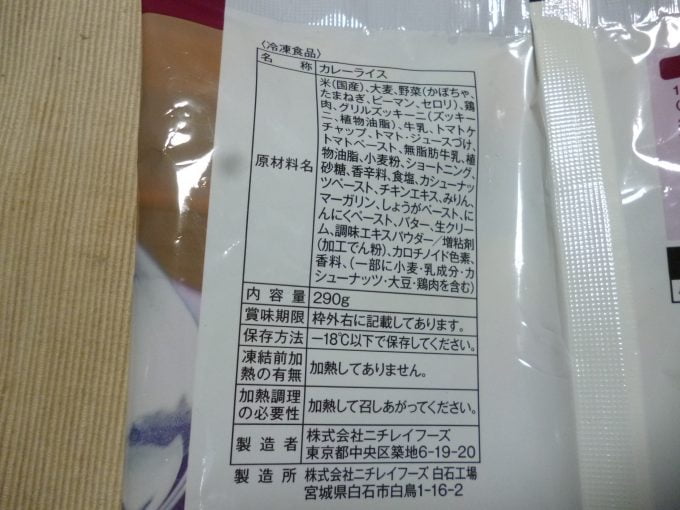 〈冷凍食品〉
名称 カレーライス
原材料名 米(国産)、大麦、野菜(かぼちゃ、
たまねぎ、ピーマン、セロリ)、鶏
肉、グリルズッキーニ(ズッキー
ニ、植物油脂)、牛乳、トマトケ
チャップ、トマト・ジュースづけ、
トマトペースト、無脂肪牛乳、植
物油脂、小麦粉、ショートニング、
砂糖、香辛料、食塩、カシューナッ
ツペースト、チキンエキス、みりん、
マーガリン、しょうがペースト、に
んにくペースト、バター、生クリー
ム、調味エキスパウダー/増粘剤
(加工でん粉)、カロチノイド色素、
香料、(一部に小麦・乳成分・カ
シューナッツ・大豆・鶏肉を含む)
内容量 290g
賞味期限 枠外右に記載してあります。
保存方法 −18℃以下で保存してください。
凍結前加
熱の有無 加熱してありません。
加熱調理
の必要性 加熱して召しあがってください。
製造者 株式会社ニチレイフーズ
東京都中央区築地6-19-20
製造所 株式会社ニチレイフーズ 白石工場
宮城県白石市白鳥1-16-2